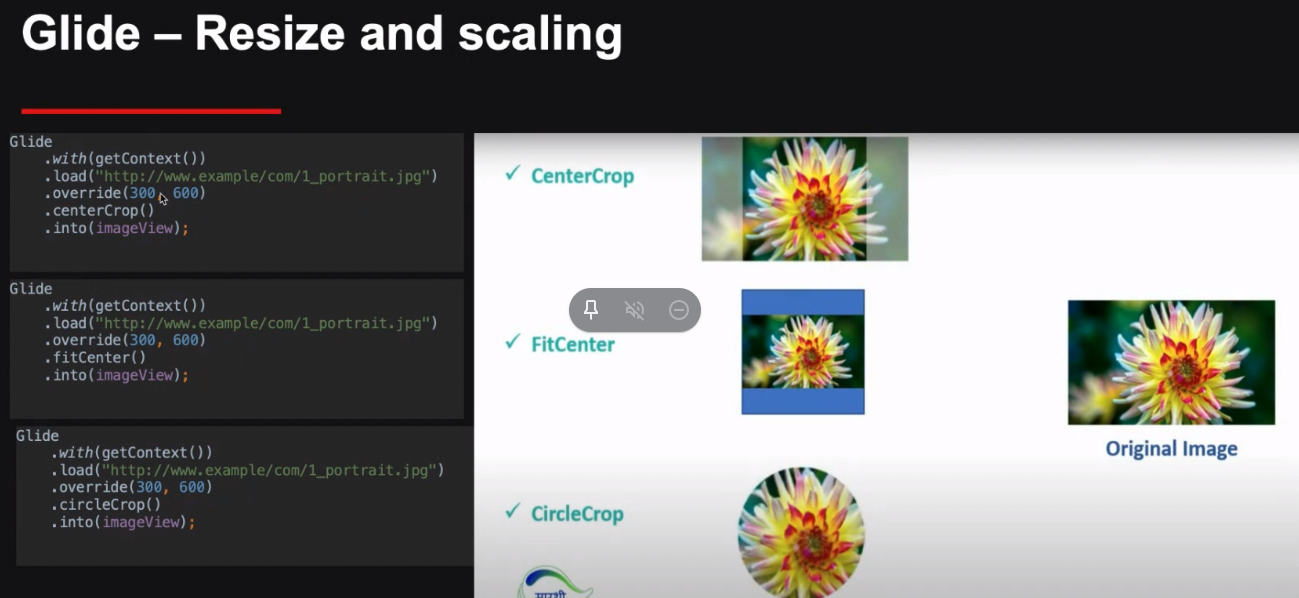 Glide – Resize and scaling
Glide
.with(getContext())
.load("http://www.example/com/1_portrait.jpg")
.override(300, 600)
.centerCrop()
.into(imageView);
Glide
.with(getContext())
.load("http://www.example/com/1_portrait.jpg")
.override(300, 600)
.fitCenter()
.into(imageView);
Glide
.with(getContext())
.load("http://www.example/com/1_portrait.jpg")
.override(300, 600)
.circleCrop()
.into(imageView);
✓ CenterCrop
✓ FitCenter
Original Image
✓ CircleCrop
सारथी